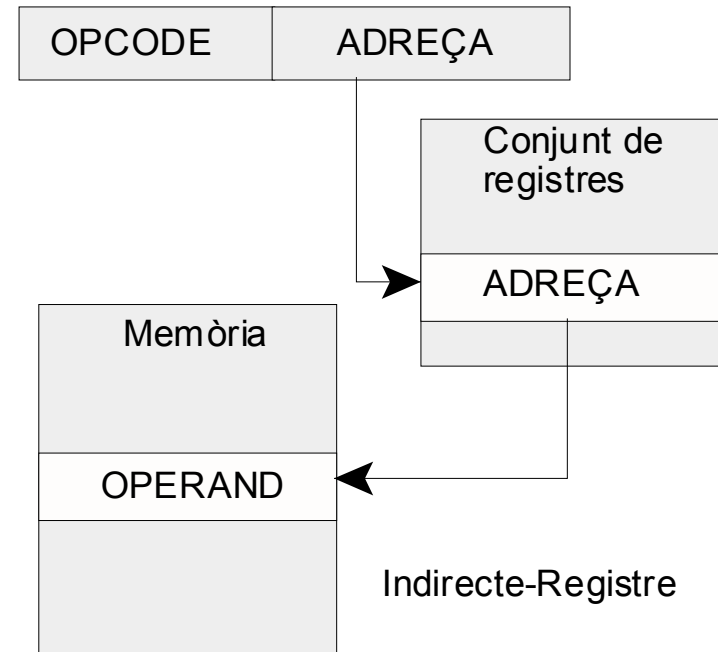 OPCODE ADREÇA
Conjunt de
registres
ADREÇA
Memòria
OPERAND
Indirecte-Registre